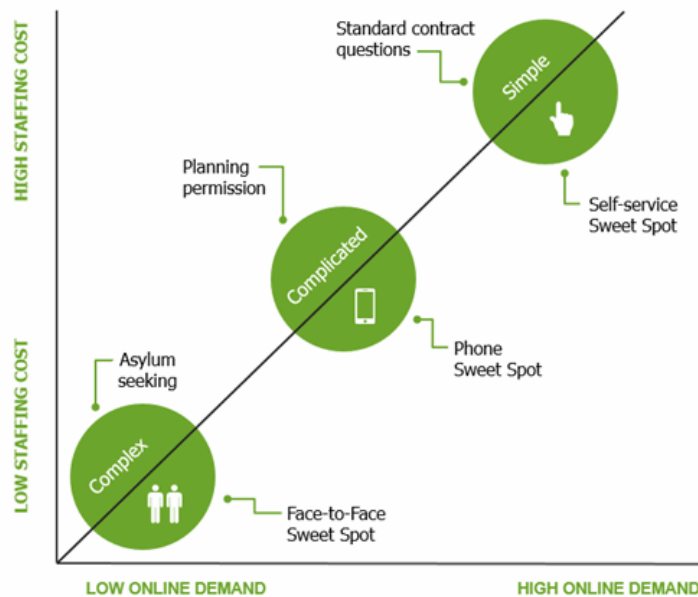 Standard contract
questions
Simple
HIGH STAFFING COST
Planning
permission
Self-service
Sweet Spot
Complicated
Phone
Sweet Spot
LOW STAFFING COST
Asylum
seeking
Complex
Face-to-Face
Sweet Spot
LOW ONLINE DEMAND
HIGH ONLINE DEMAND